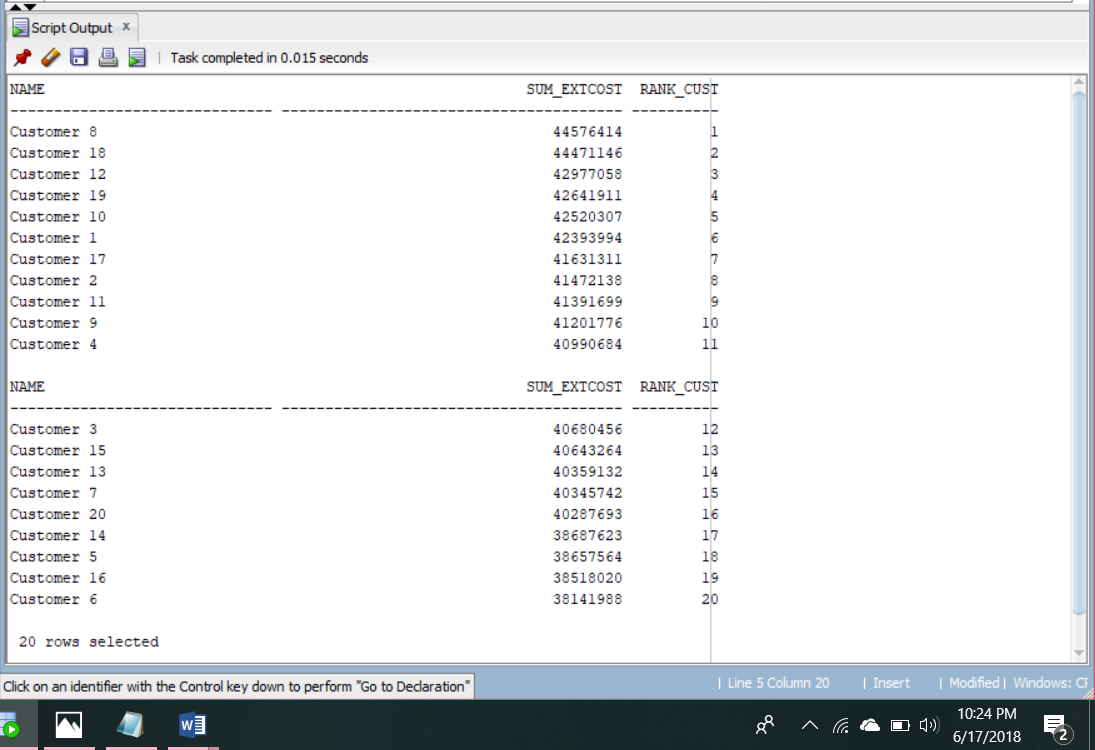 Script Output x
Task completed in 0.015 seconds
NAME SUM_EXTCOST RANK_CUST
------------------------------ --------------------------------------- ----------
Customer 8 44576414 1
Customer 18 44471146 2
Customer 12 42977058 3
Customer 19 42641911 4
Customer 10 42520307 5
Customer 1 42393994 6
Customer 17 41631311 7
Customer 2 41472138 8
Customer 11 41391699 9
Customer 9 41201776 10
Customer 4 40990684 11
NAME SUM_EXTCOST RANK_CUST
------------------------------ --------------------------------------- ----------
Customer 3 40680456 12
Customer 15 40643264 13
Customer 13 40359132 14
Customer 7 40345742 15
Customer 20 40287693 16
Customer 14 38687623 17
Customer 5 38657564 18
Customer 16 38518020 19
Customer 6 38141988 20
20 rows selected
Click on an identifier with the Control key down to perform "Go to Declaration" | Line 5 Column 20 | Insert | Modified | Windows: CF
W
10:24 PM
6/17/2018
2